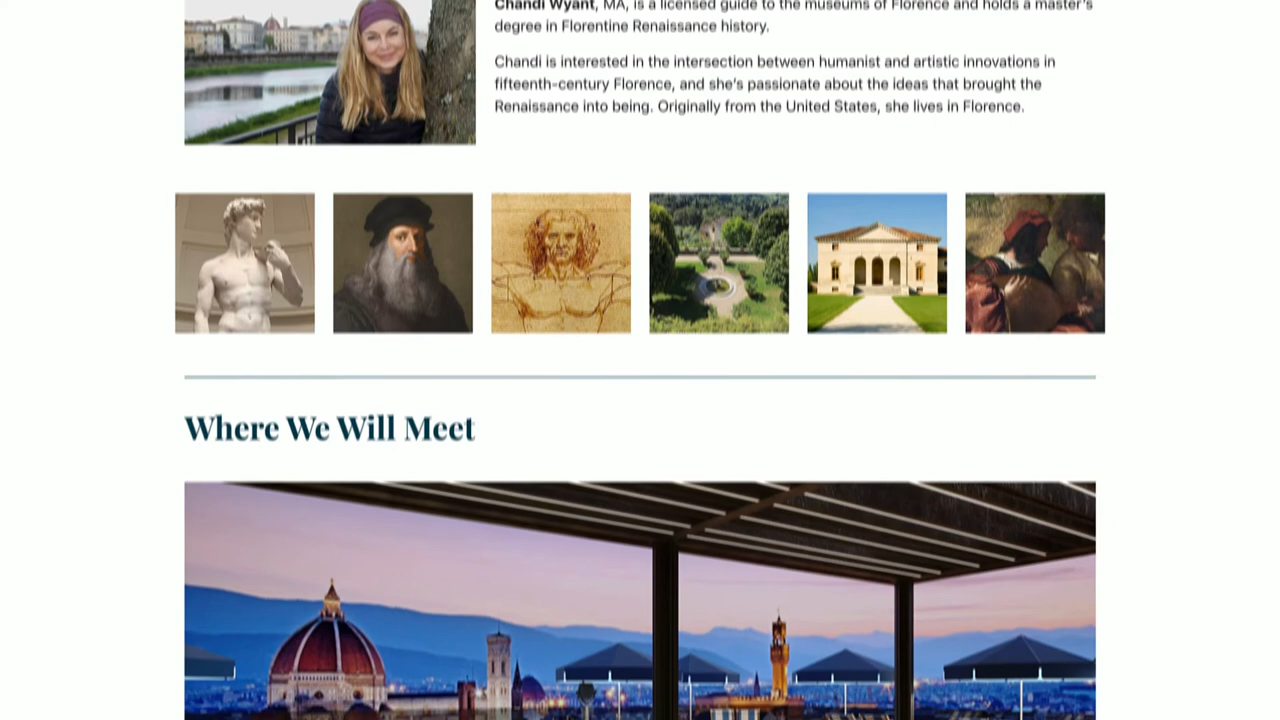 Chandi Wyant, MA, is a licensed guide to the museums of Florence and holds a master's
degree in Florentine Renaissance history.
Chandi is interested in the intersection between humanist and artistic innovations in
fifteenth-century Florence, and she's passionate about the ideas that brought the
Renaissance into being. Originally from the United States, she lives in Florence.
Where We Will Meet